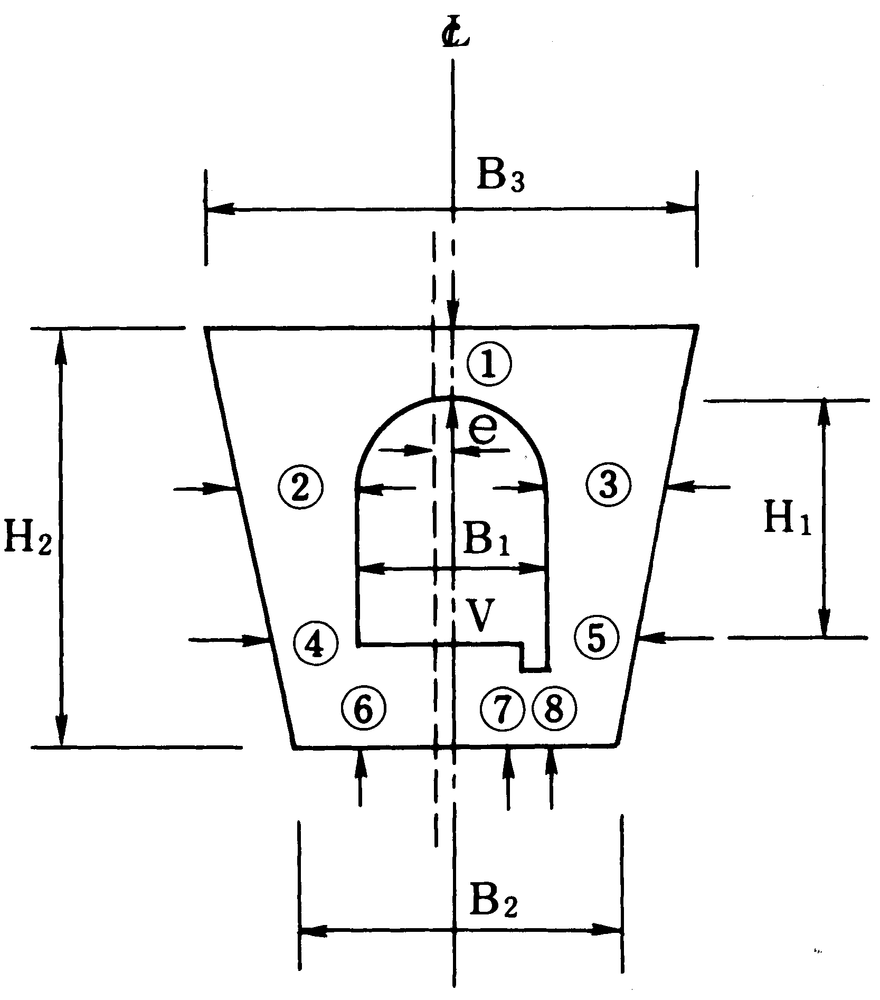 ℄
B₃
①
e
② ③
H₂ B₁ H₁
V
④ ⑤
⑥ ⑦ ⑧
B₂